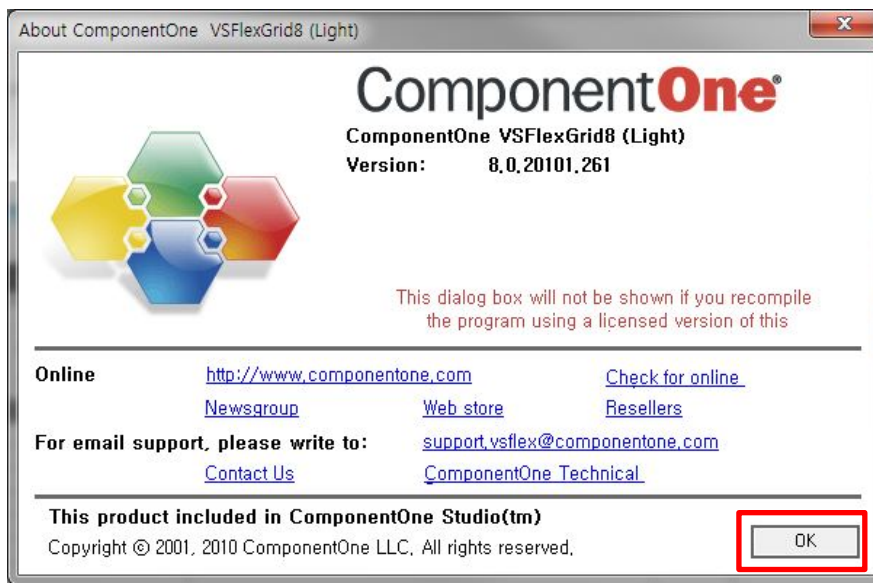 About ComponentOne VSFlexGrid8 (Light)
ComponentOne®
ComponentOne VSFlexGrid8 (Light)
Version: 8.0.20101.261
This dialog box will not be shown if you recompile
the program using a licensed version of this
Online http://www.componentone.com Check for online
Newsgroup Web store Resellers
For email support, please write to: support.vsflex@componentone.com
Contact Us ComponentOne Technical
This product included in ComponentOne Studio(tm)
Copyright © 2001, 2010 ComponentOne LLC. All rights reserved.
OK